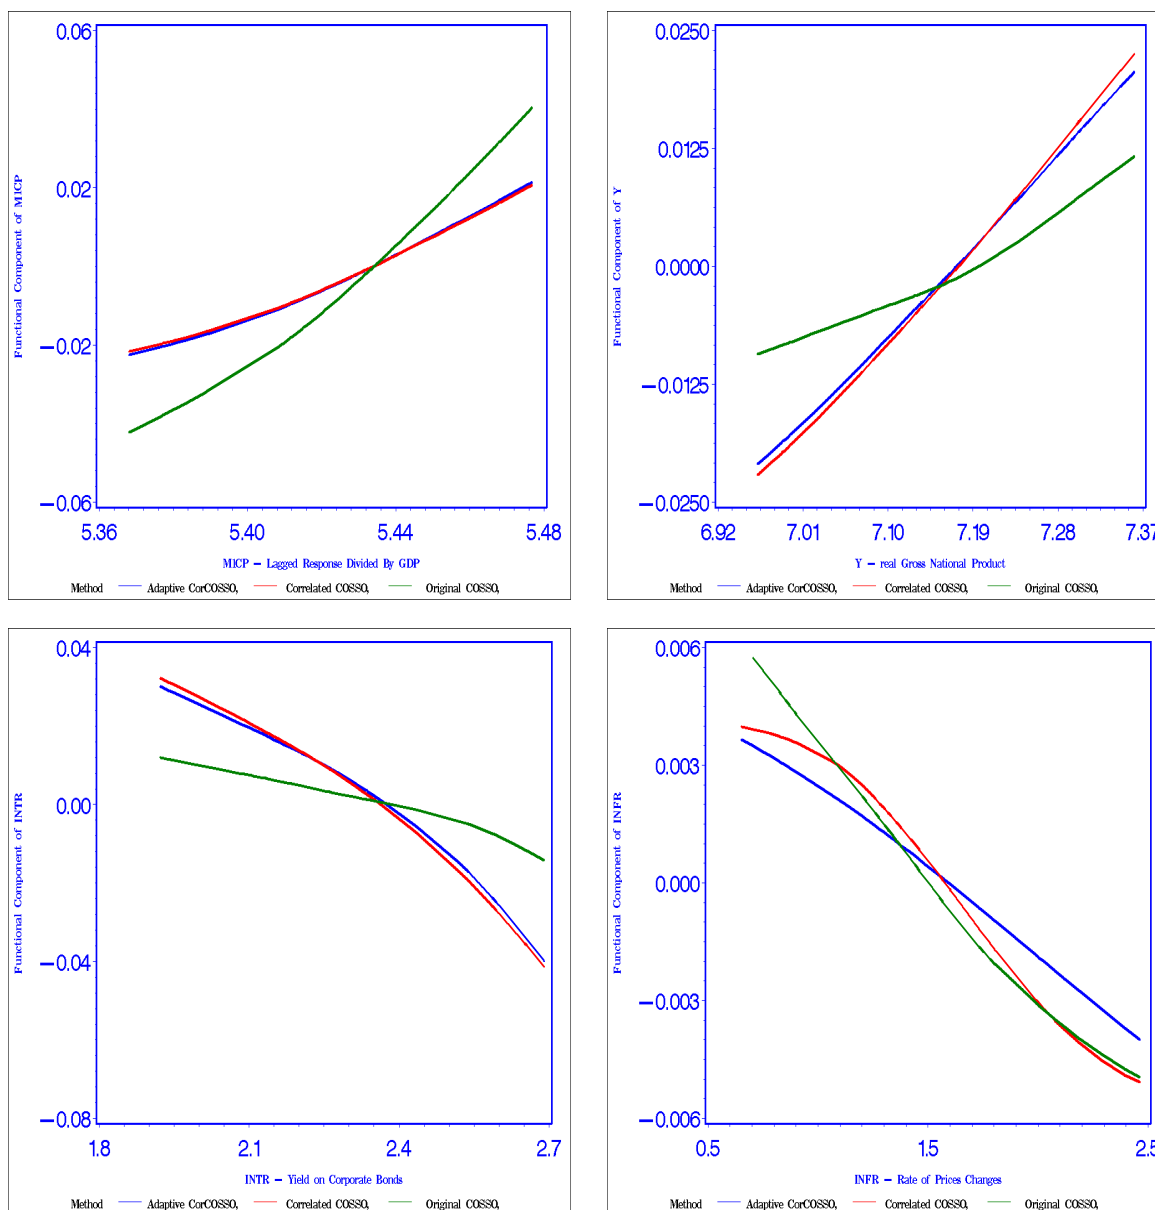 0.06
0.02
−0.02
−0.06
Functional Component of M1CP
5.36 5.40 5.44 5.48
M1CP − Lagged Response Divided By GDP
Method Adaptive CorCOSSO, Correlated COSSO, Original COSSO,
0.0250
0.0125
0.0000
−0.0125
−0.0250
Functional Component of Y
6.92 7.01 7.10 7.19 7.28 7.37
Y − real Gross National Product
Method Adaptive CorCOSSO, Correlated COSSO, Original COSSO,
0.04
0.00
−0.04
−0.08
Functional Component of INTR
1.8 2.1 2.4 2.7
INTR − Yield on Corporate Bonds
Method Adaptive CorCOSSO, Correlated COSSO, Original COSSO,
0.006
0.003
0.000
−0.003
−0.006
Functional Component of INFR
0.5 1.5 2.5
INFR − Rate of Prices Changes
Method Adaptive CorCOSSO, Correlated COSSO, Original COSSO,